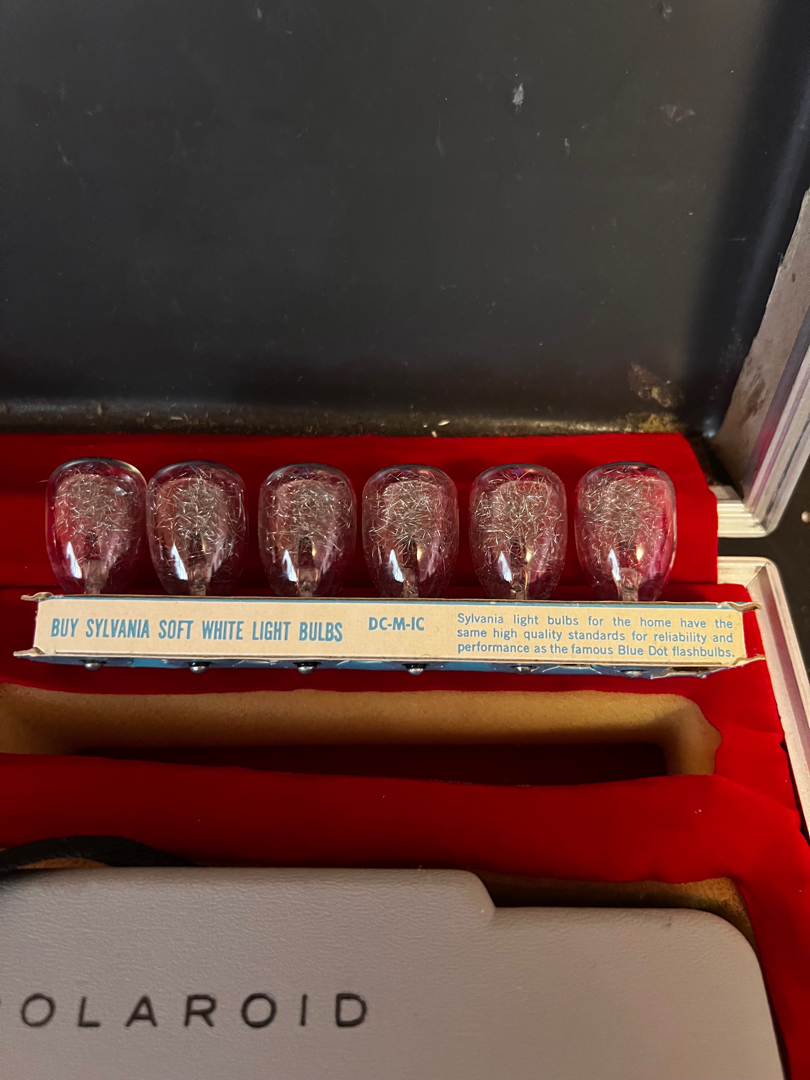 BUY SYLVANIA SOFT WHITE LIGHT BULBS
DC-M-IC
Sylvania light bulbs for the home have the
same high quality standards for reliability and
performance as the famous Blue Dot flashbulbs.
POLAROID